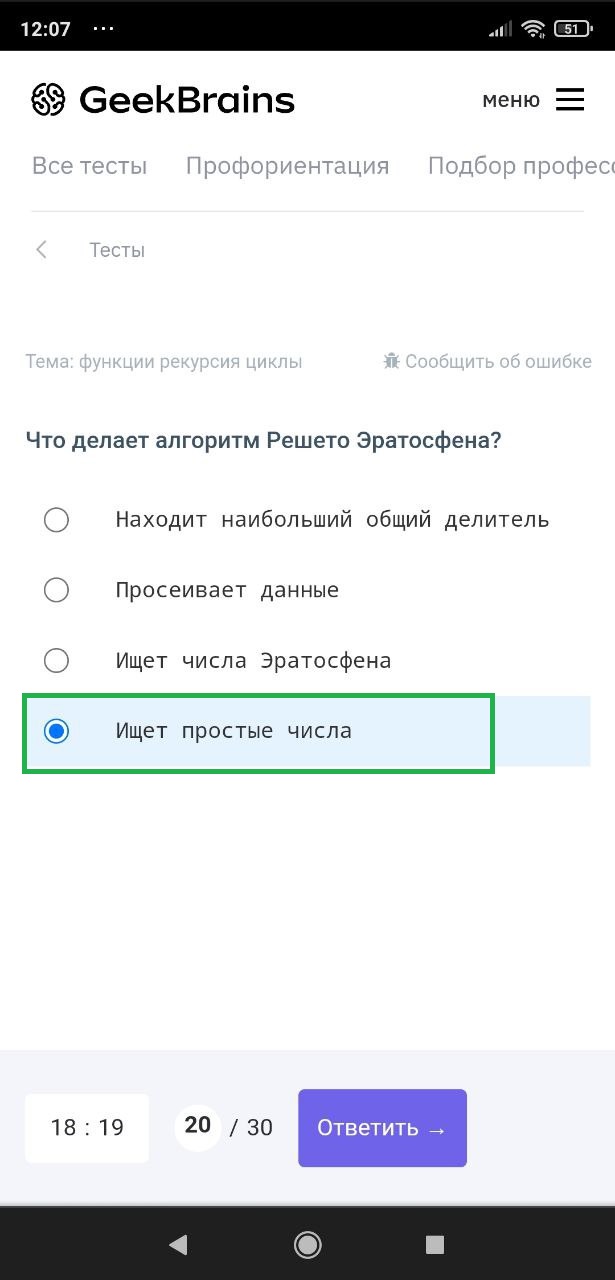 12:07 ... 51
GeekBrains меню
Все тесты Профориентация Подбор профес
Тесты
Тема: функции рекурсия циклы Сообщить об ошибке
Что делает алгоритм Решето Эратосфена?
Находит наибольший общий делитель
Просеивает данные
Ищет числа Эратосфена
Ищет простые числа
18 : 19 20 / 30 Ответить →